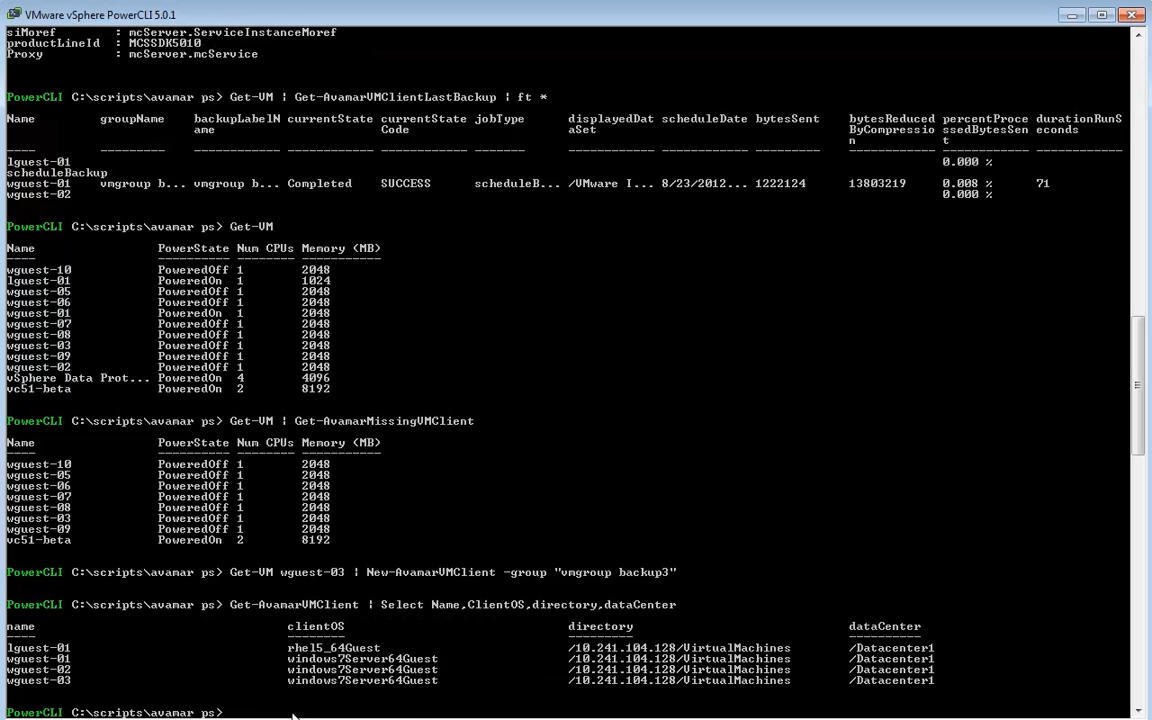 VMware vSphere PowerCLI 5.0.1
siMoref : mcServer.ServiceInstanceMoref
productLineId : MCSSDK5010
Proxy : mcServer.mcService
PowerCLI C:\scripts\avamar ps> Get-VM | Get-AvamarVMClientLastBackup | ft *
Name groupName backupLabelN currentState currentState jobType displayedDat scheduleDate bytesSent bytesReduced percentProce durationRunS
ame Code aSet ByCompressio ssedBytesSen econds
n t
---- --------- ------------ ------------ ------------ ------- ------------ ------------ --------- ------------ ------------ ------------
lguest-01 0.000 %
scheduleBackup
wguest-01 vmgroup b... vmgroup b... Completed SUCCESS scheduleB... /VMware I... 8/23/2012... 1222124 13803219 0.008 % 71
wguest-02 0.000 %
PowerCLI C:\scripts\avamar ps> Get-VM
Name PowerState Num CPUs Memory (MB)
---- ---------- -------- -----------
wguest-10 PoweredOff 1 2048
lguest-01 PoweredOn 1 1024
wguest-05 PoweredOff 1 2048
wguest-06 PoweredOff 1 2048
wguest-01 PoweredOn 1 2048
wguest-07 PoweredOff 1 2048
wguest-08 PoweredOff 1 2048
wguest-03 PoweredOff 1 2048
wguest-09 PoweredOff 1 2048
wguest-02 PoweredOff 1 2048
vSphere Data Prot... PoweredOn 4 4096
vc51-beta PoweredOn 2 8192
PowerCLI C:\scripts\avamar ps> Get-VM | Get-AvamarMissingVMClient
Name PowerState Num CPUs Memory (MB)
---- ---------- -------- -----------
wguest-10 PoweredOff 1 2048
wguest-05 PoweredOff 1 2048
wguest-06 PoweredOff 1 2048
wguest-07 PoweredOff 1 2048
wguest-08 PoweredOff 1 2048
wguest-03 PoweredOff 1 2048
wguest-09 PoweredOff 1 2048
vc51-beta PoweredOn 2 8192
PowerCLI C:\scripts\avamar ps> Get-VM wguest-03 | New-AvamarVMClient -group "vmgroup backup3"
PowerCLI C:\scripts\avamar ps> Get-AvamarVMClient | Select Name,ClientOS,directory,dataCenter
name clientOS directory dataCenter
---- -------- --------- ----------
lguest-01 rhel5_64Guest /10.241.104.128/VirtualMachines /Datacenter1
wguest-01 windows7Server64Guest /10.241.104.128/VirtualMachines /Datacenter1
wguest-02 windows7Server64Guest /10.241.104.128/VirtualMachines /Datacenter1
wguest-03 windows7Server64Guest /10.241.104.128/VirtualMachines /Datacenter1
PowerCLI C:\scripts\avamar ps>